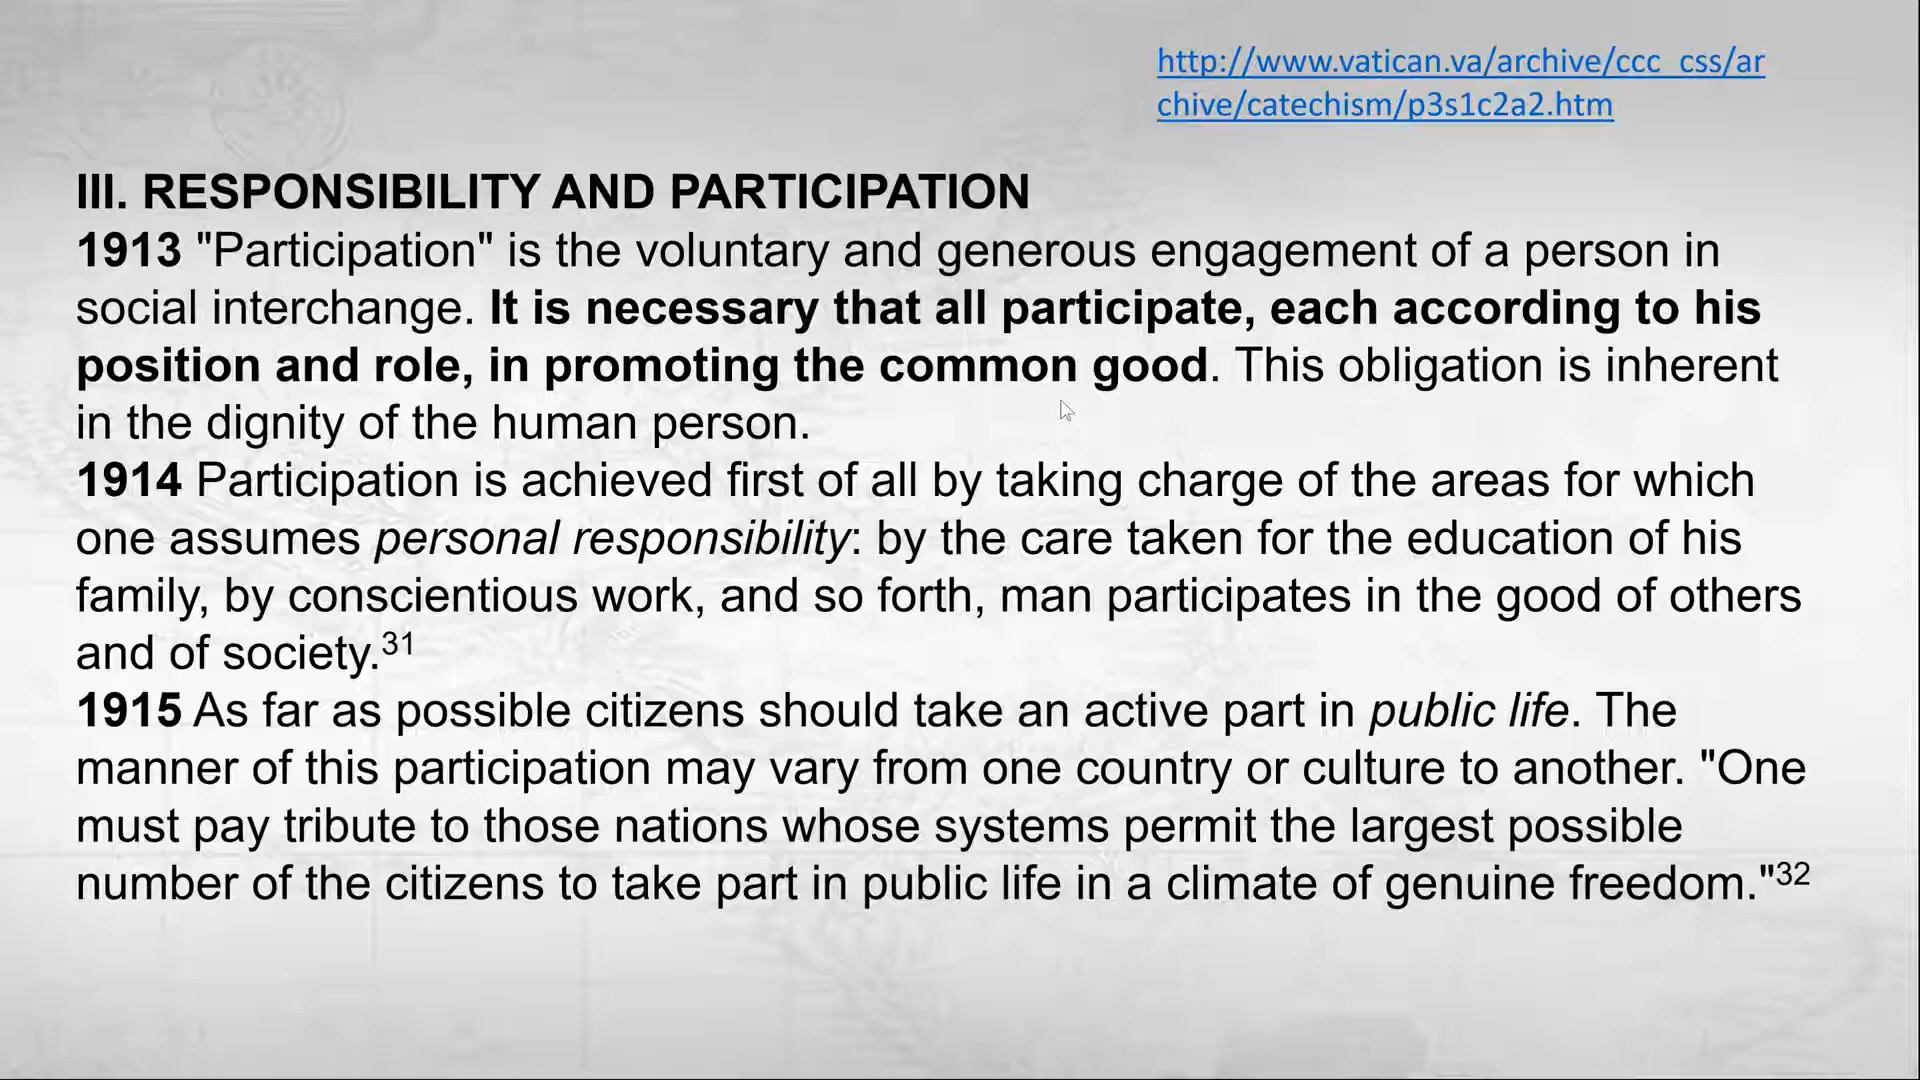 http://www.vatican.va/archive/ccc_css/ar
chive/catechism/p3s1c2a2.htm
III. RESPONSIBILITY AND PARTICIPATION
1913 "Participation" is the voluntary and generous engagement of a person in
social interchange. It is necessary that all participate, each according to his
position and role, in promoting the common good. This obligation is inherent
in the dignity of the human person.
1914 Participation is achieved first of all by taking charge of the areas for which
one assumes personal responsibility: by the care taken for the education of his
family, by conscientious work, and so forth, man participates in the good of others
and of society.31
1915 As far as possible citizens should take an active part in public life. The
manner of this participation may vary from one country or culture to another. "One
must pay tribute to those nations whose systems permit the largest possible
number of the citizens to take part in public life in a climate of genuine freedom."32